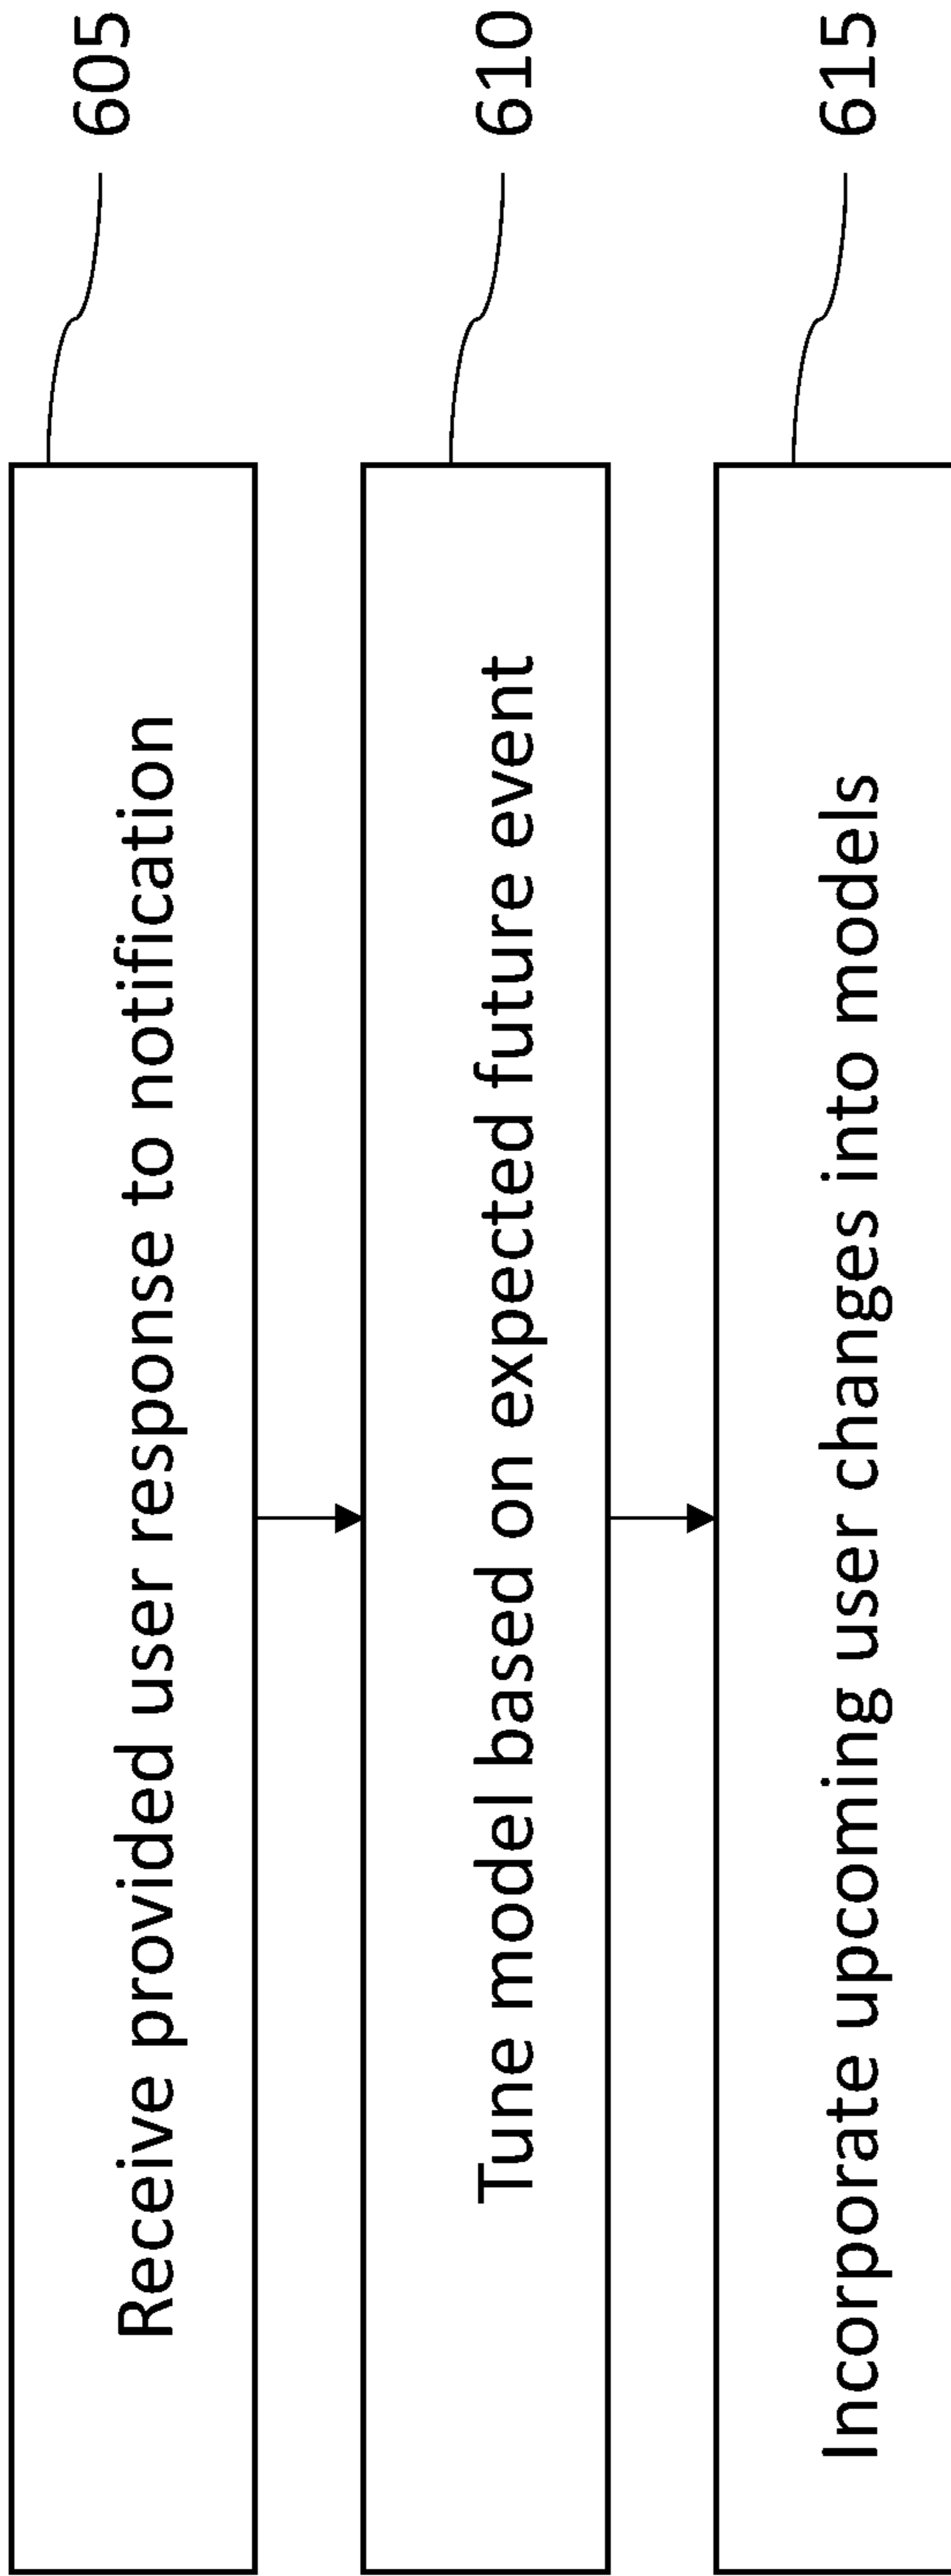 Receive provided user response to notification
605
Tune model based on expected future event
610
Incorporate upcoming user changes into models
615